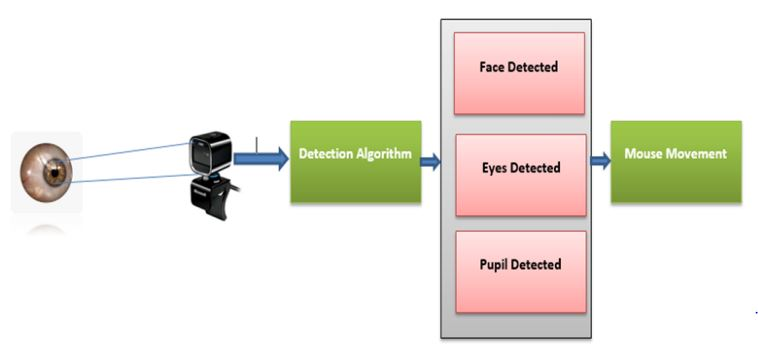 Detection Algorithm
Face Detected
Eyes Detected
Pupil Detected
Mouse Movement